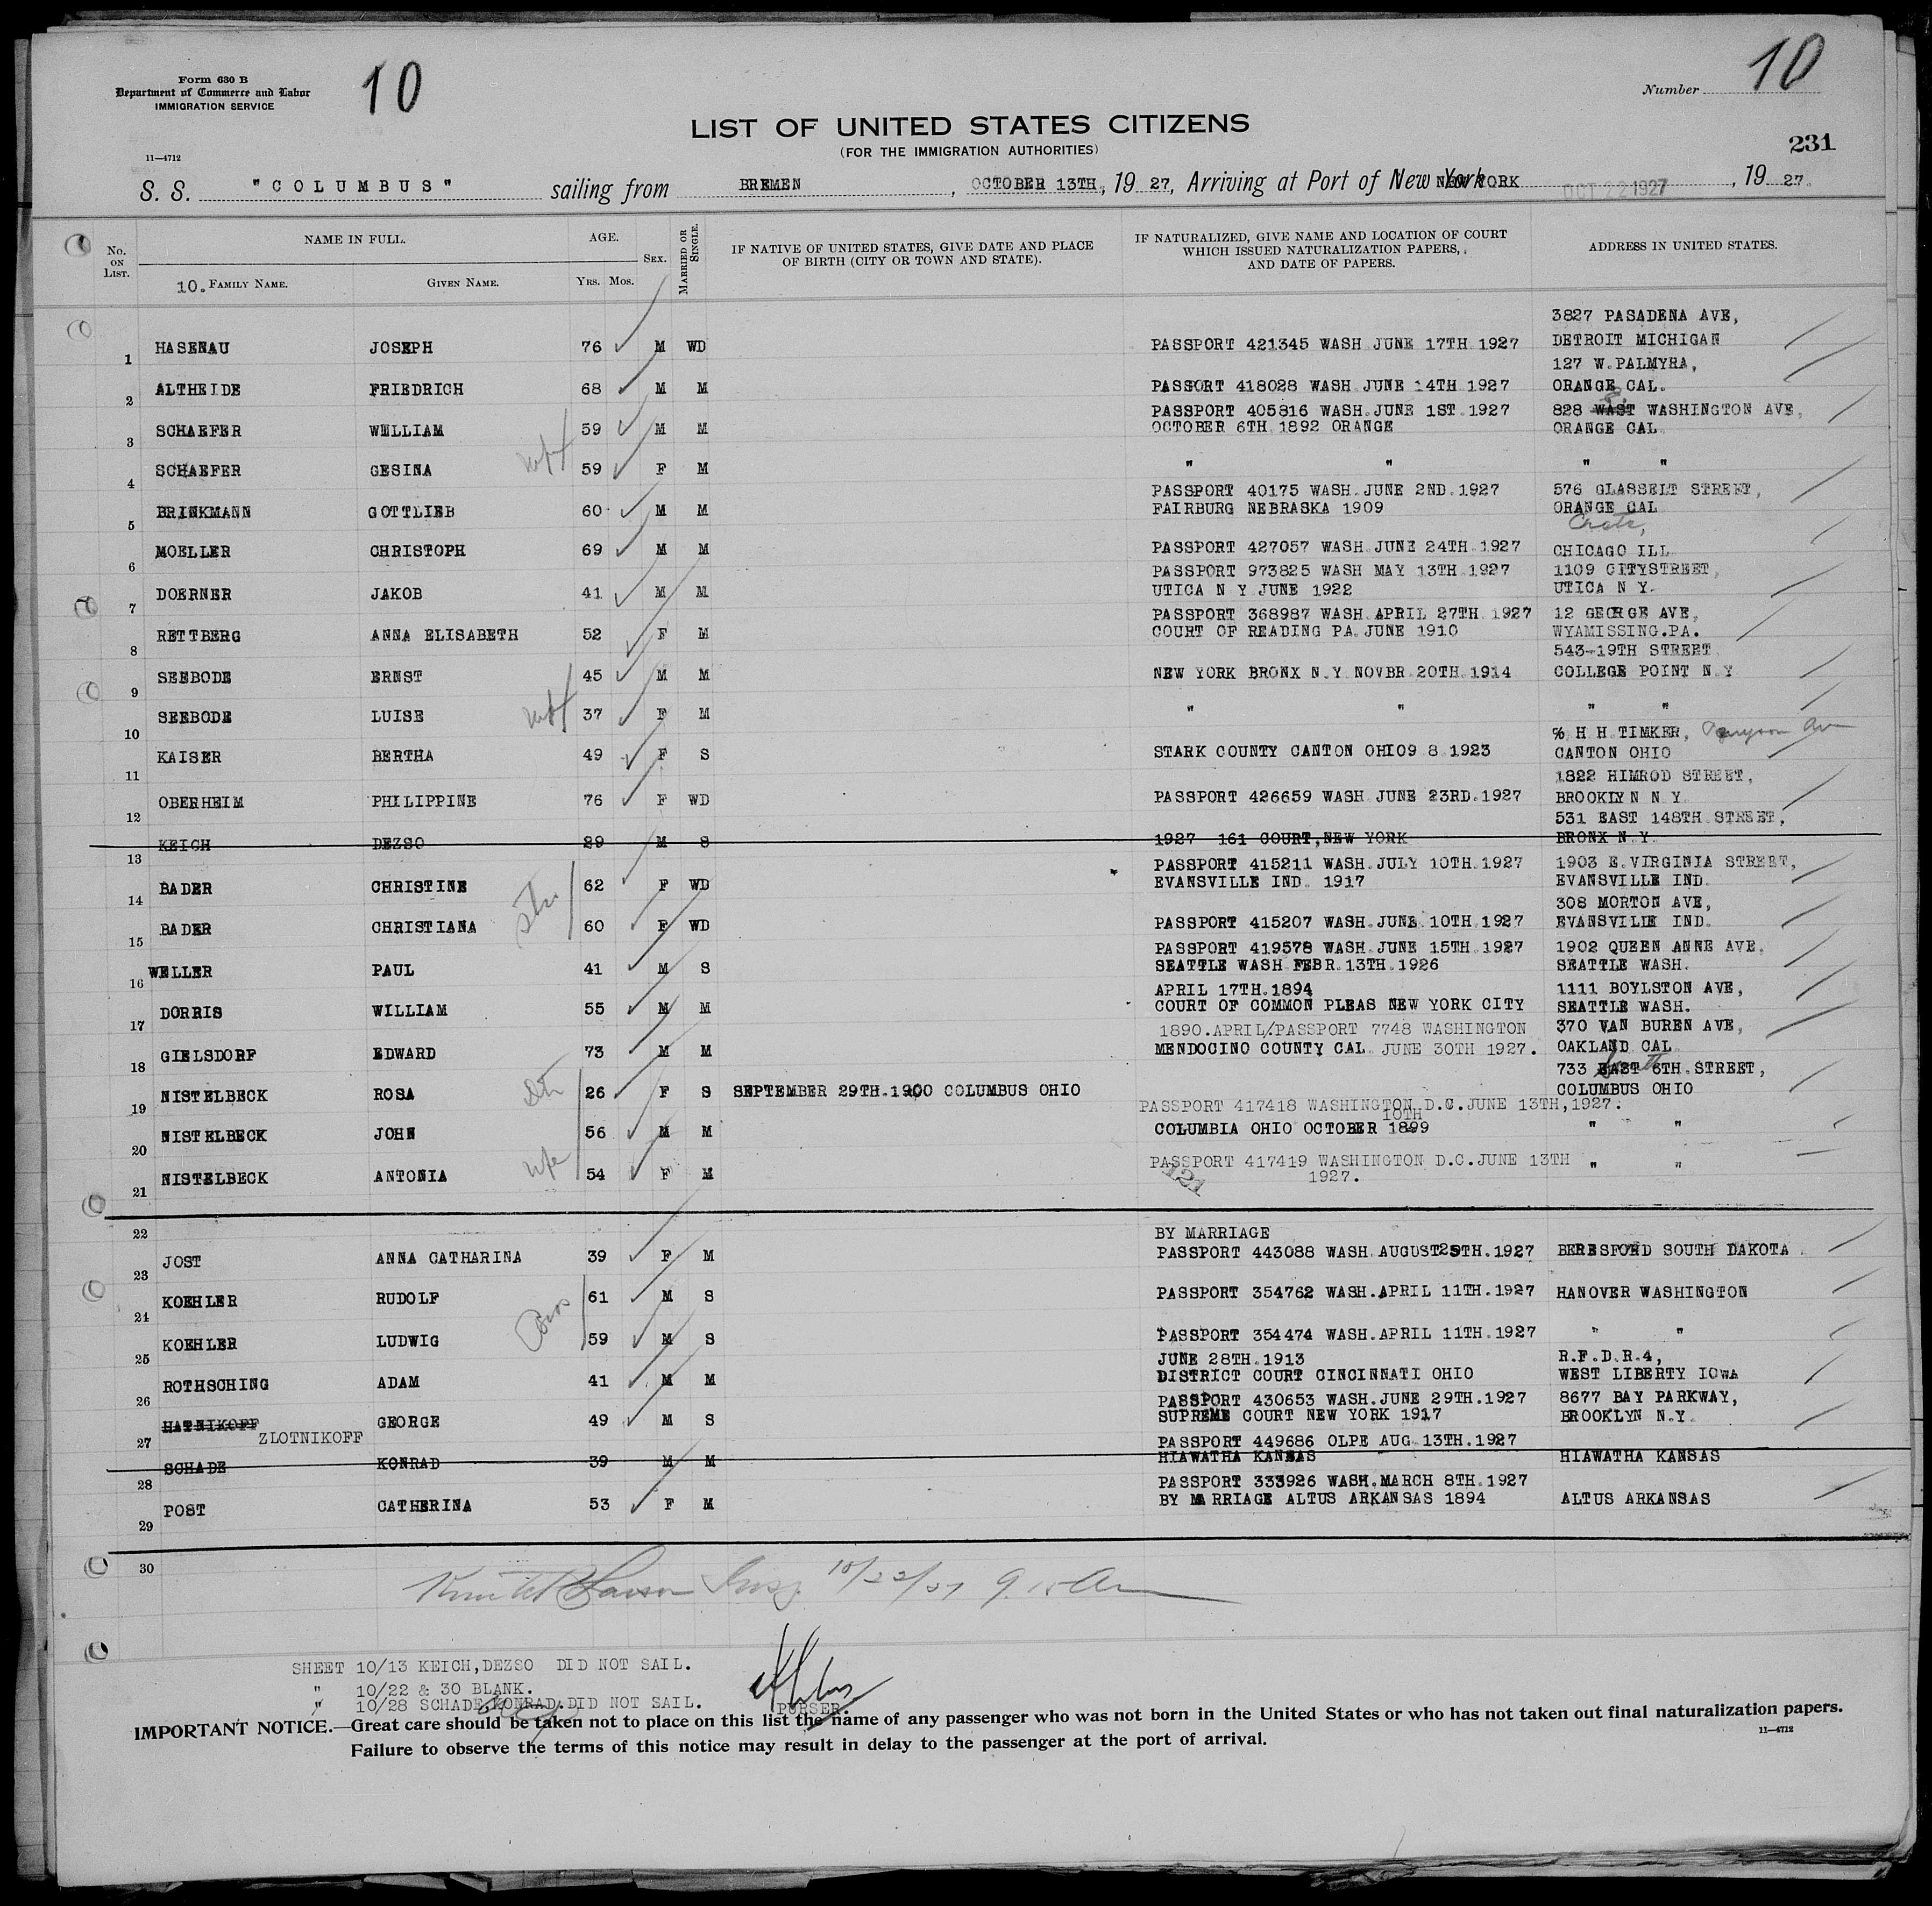 Form 630 B
Department of Commerce and Labor
IMMIGRATION SERVICE
10
Number 10
LIST OF UNITED STATES CITIZENS
(FOR THE IMMIGRATION AUTHORITIES)
231
11—4712
S. S. "COLUMBUS" sailing from BREMEN, OCTOBER 13TH, 19 27, Arriving at Port of New York NEW YORK OCT 22 1927, 19 27.
No. ON LIST. NAME IN FULL. AGE. SEX. MARRIED OR SINGLE. IF NATIVE OF UNITED STATES, GIVE DATE AND PLACE OF BIRTH (CITY OR TOWN AND STATE). IF NATURALIZED, GIVE NAME AND LOCATION OF COURT WHICH ISSUED NATURALIZATION PAPERS, AND DATE OF PAPERS. ADDRESS IN UNITED STATES.
10. FAMILY NAME. GIVEN NAME. YRS. MOS.
3827 PASADENA AVE,
1 HASENAU JOSEPH 76 M WD PASSPORT 421345 WASH JUNE 17TH 1927 DETROIT MICHIGAN
127 W.PALMYRA,
2 ALTHEIDE FRIEDRICH 68 M M PASSPORT 418028 WASH JUNE 14TH 1927 ORANGE CAL.
PASSPORT 405816 WASH.JUNE 1ST.1927 828 WAST E. WASHINGTON AVE,
3 SCHAEFER WILLIAM 59 M M OCTOBER 6TH 1892 ORANGE ORANGE CAL.
4 SCHAEFER GESINA wife 59 F M " " " "
PASSPORT 40175 WASH.JUNE 2ND.1927 576 GLASSELT STREET,
5 BRINKMANN GOTTLIEB 60 M M FAIRBURG NEBRASKA 1909 ORANGE CAL
Crete,
6 MOELLER CHRISTOPH 69 M M PASSPORT 427057 WASH JUNE 24TH.1927 CHICAGO ILL
PASSPORT 973825 WASH MAY 13TH.1927 1109 CITYSTREET,
7 DOERNER JAKOB 41 M M UTICA N Y JUNE 1922 UTICA N Y.
PASSPORT 368987 WASH.APRIL 27TH.1927 12 GEORGE AVE,
8 RETTBERG ANNA ELISABETH 52 F M COURT OF READING PA.JUNE 1910 WYAMISSING.PA.
543-19TH STREET
9 SEEBODE ERNST 45 M M NEW YORK BRONX N.Y NOVBR.20TH.1914 COLLEGE POINT N.Y
10 SEEBODE LUISE wife 37 F M " " " "
% H H TIMKER,
11 KAISER BERTHA 49 F S STARK COUNTY CANTON OHIO9 8 1923 CANTON OHIO
1822 HIMROD STREET,
12 OBERHEIM PHILIPPINE 76 F WD PASSPORT 426659 WASH JUNE 23RD.1927 BROOKLYN N Y.
531 EAST 148TH STREET,
13 KEICH DEZSO 29 M S 1927 161 COURT,NEW YORK BRONX N.Y.
PASSPORT 415211 WASH.JULY 10TH.1927 1903 E.VIRGINIA STREET,
14 BADER CHRISTINE 62 F WD EVANSVILLE IND. 1917 EVANSVILLE IND.
308 MORTON AVE,
15 BADER CHRISTIANA 60 F WD PASSPORT 415207 WASH.JUNE 10TH.1927 EVANSVILLE IND.
PASSPORT 419578 WASH.JUNE 15TH.1927 1902 QUEEN ANNE AVE.
16 WELLER PAUL 41 M S SEATTLE WASH FEBR.13TH.1926 SEATTLE WASH.
APRIL 17TH.1894 1111 BOYLSTON AVE,
17 DORRIS WILLIAM 55 M M COURT OF COMMON PLEAS NEW YORK CITY SEATTLE WASH.
1890.APRIL/PASSPORT 7748 WASHINGTON 370 VAN BUREN AVE,
18 GIELSDORF EDWARD 73 M M MENDOCINO COUNTY CAL JUNE 30TH 1927. OAKLAND CAL
733 EAST South 6TH.STREET,
19 NISTELBECK ROSA 26 F S SEPTEMBER 29TH.1900 COLUMBUS OHIO COLUMBUS OHIO
PASSPORT 417418 WASHINGTON D.C.JUNE 13TH,1927.
10TH
20 NISTELBECK JOHN 56 M M COLUMBIA OHIO OCTOBER 1899 " "
PASSPORT 417419 WASHINGTON D.C.JUNE 13TH " "
21 NISTELBECK ANTONIA wife 54 F M 1927.
121
22 BY MARRIAGE
23 JOST ANNA CATHARINA 39 F M PASSPORT 443088 WASH AUGUST25TH.1927 BERESFORD SOUTH DAKOTA
24 KOEHLER RUDOLF 61 M S PASSPORT 354762 WASH.APRIL 11TH.1927 HANOVER WASHINGTON
25 KOEHLER LUDWIG 59 M S PASSPORT 354474 WASH.APRIL 11TH.1927 " "
JUNE 28TH.1913 R.F.D.R.4,
26 ROTHSCHING ADAM 41 M M DISTRICT COURT CINCINNATI OHIO WEST LIBERTY IOWA
PASSPORT 430653 WASH.JUNE 29TH.1927 8677 BAY PARKWAY,
27 HATNIKOFF ZLOTNIKOFF GEORGE 49 M S SUPREME COURT NEW YORK 1917 BROOKLYN N.Y.
PASSPORT 449686 OLPE AUG 13TH.1927
28 SCHADE KONRAD 39 M M HIAWATHA KANSAS HIAWATHA KANSAS
PASSPORT 333926 WASH.MARCH 8TH.1927
29 POST CATHERINA 53 F M BY MARRIAGE ALTUS ARKANSAS 1894 ALTUS ARKANSAS
30
10/22/27
SHEET 10/13 KEICH,DEZSO DID NOT SAIL.
" 10/22 & 30 BLANK.
" 10/28 SCHADE,KONRAD.DID NOT SAIL.
PURSER.
IMPORTANT NOTICE.—Great care should be taken not to place on this list the name of any passenger who was not born in the United States or who has not taken out final naturalization papers.
11—4712
Failure to observe the terms of this notice may result in delay to the passenger at the port of arrival.